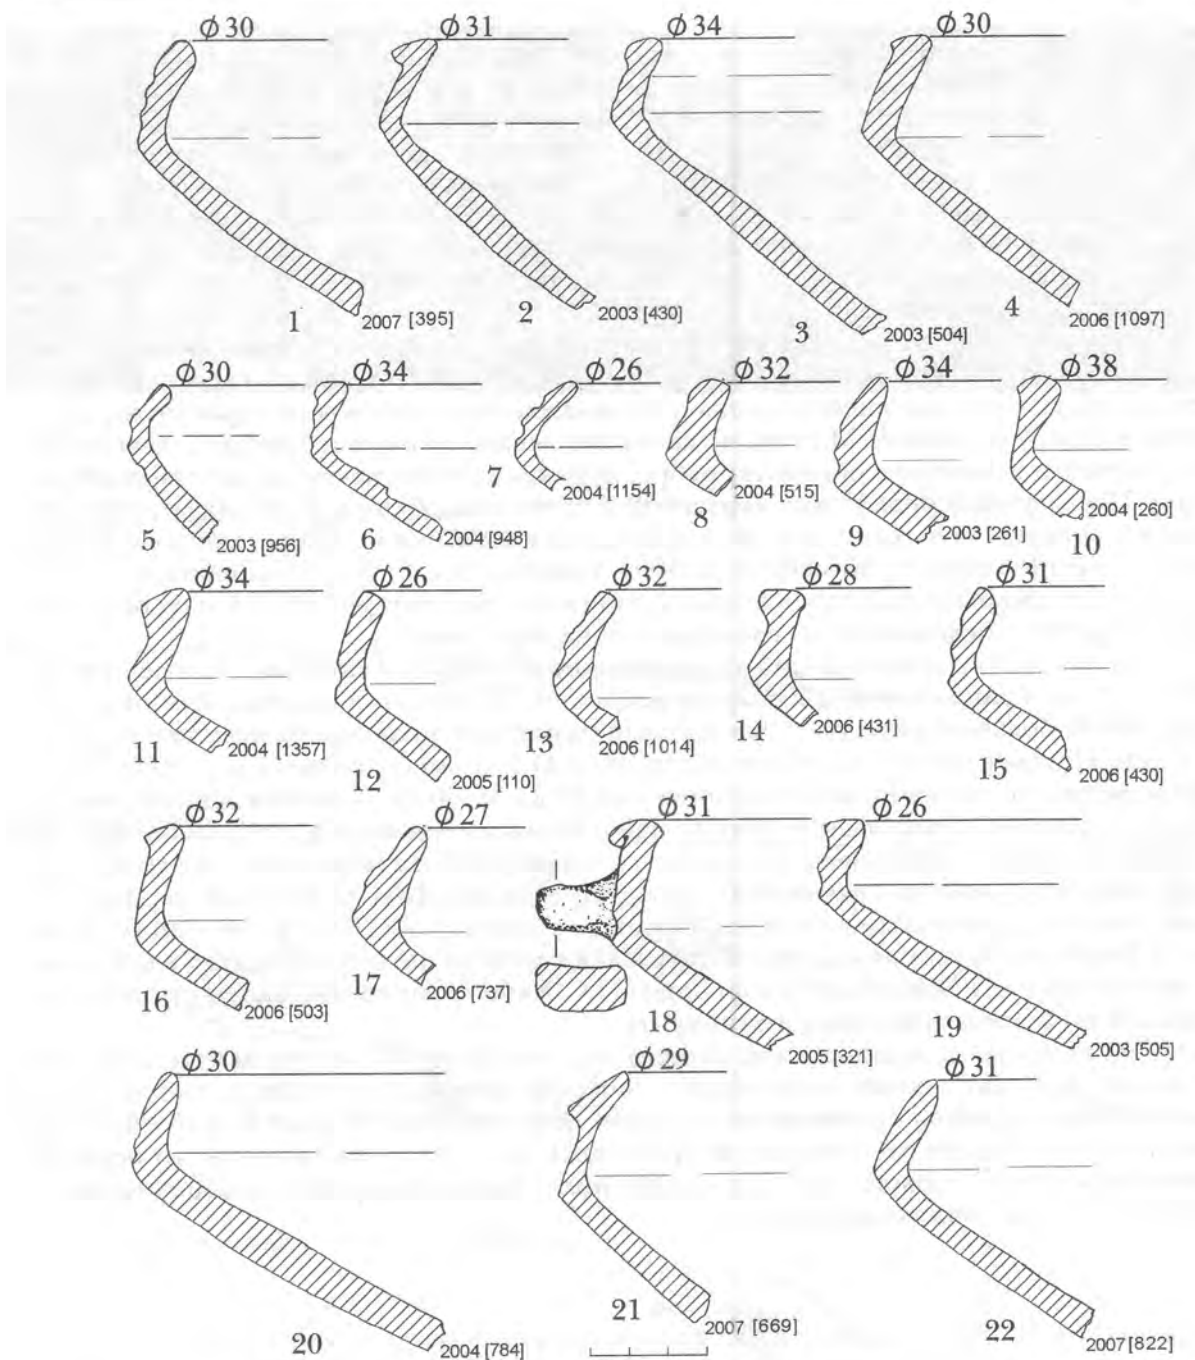 Ø 30
Ø 31
Ø 34
Ø 30
1
2007 [395]
2
2003 [430]
3
2003 [504]
4
2006 [1097]
Ø 30
Ø 34
Ø 26
Ø 32
Ø 34
Ø 38
5
2003 [956]
6
2004 [948]
7
2004 [1154]
8
2004 [515]
9
2003 [261]
10
2004 [260]
Ø 34
Ø 26
Ø 32
Ø 28
Ø 31
11
2004 [1357]
12
2005 [110]
13
2006 [1014]
14
2006 [431]
15
2006 [430]
Ø 32
Ø 27
Ø 31
Ø 26
16
2006 [503]
17
2006 [737]
18
2005 [321]
19
2003 [505]
Ø 30
Ø 29
Ø 31
20
2004 [784]
21
2007 [669]
22
2007 [822]